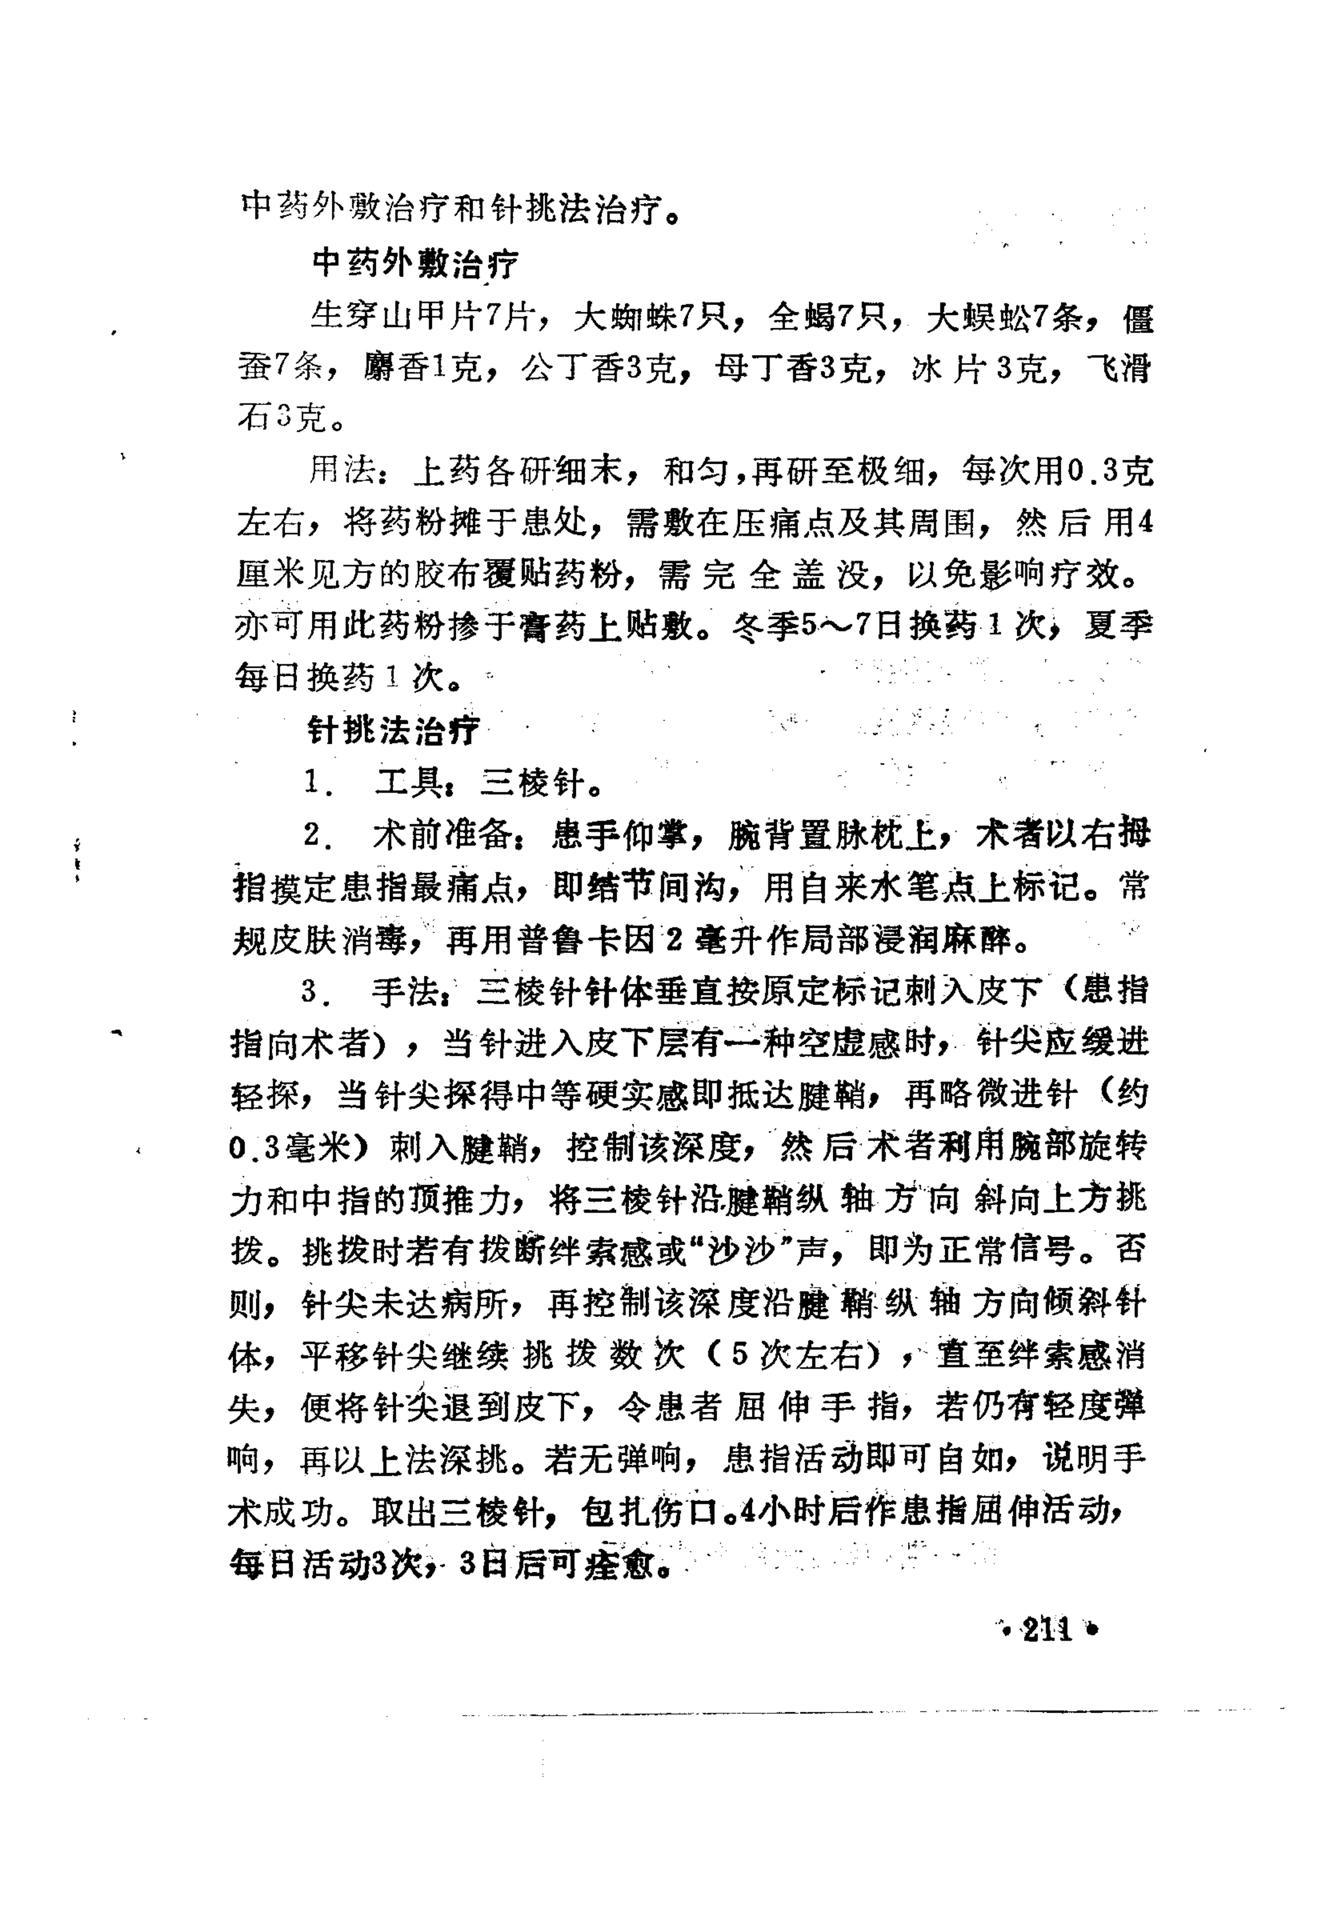 中药外敷治疗和针挑法治疗。
中药外敷治疗
生穿山甲片7片，大蜘蛛7只，全蝎7只，大蜈蚣7条，僵
蚕7条，麝香1克，公丁香3克，母丁香3克，冰片3克，飞滑
石3克。
用法：上药各研细末，和匀，再研至极细，每次用0.3克
左右，将药粉摊于患处，需敷在压痛点及其周围，然后用4
厘米见方的胶布覆贴药粉，需完全盖没，以免影响疗效。
亦可用此药粉掺于膏药上贴敷。冬季5～7日换药1次，夏季
每日换药1次。
针挑法治疗
1． 工具：三棱针。
2． 术前准备：患手仰掌，腕背置脉枕上，术者以右拇
指摸定患指最痛点，即结节间沟，用自来水笔点上标记。常
规皮肤消毒，再用普鲁卡因2毫升作局部浸润麻醉。
3． 手法：三棱针针体垂直按原定标记刺入皮下（患指
指向术者），当针进入皮下层有一种空虚感时，针尖应缓进
轻探，当针尖探得中等硬实感即抵达腱鞘，再略微进针（约
0.3毫米）刺入腱鞘，控制该深度，然后术者利用腕部旋转
力和中指的顶推力，将三棱针沿腱鞘纵轴方向斜向上方挑
拨。挑拨时若有拨断绊索感或“沙沙”声，即为正常信号。否
则，针尖未达病所，再控制该深度沿腱鞘纵轴方向倾斜针
体，平移针尖继续挑拨数次（5次左右），直至绊索感消
失，便将针尖退到皮下，令患者屈伸手指，若仍有轻度弹
响，再以上法深挑。若无弹响，患指活动即可自如，说明手
术成功。取出三棱针，包扎伤口。4小时后作患指屈伸活动，
每日活动3次，3日后可痊愈。
·211·